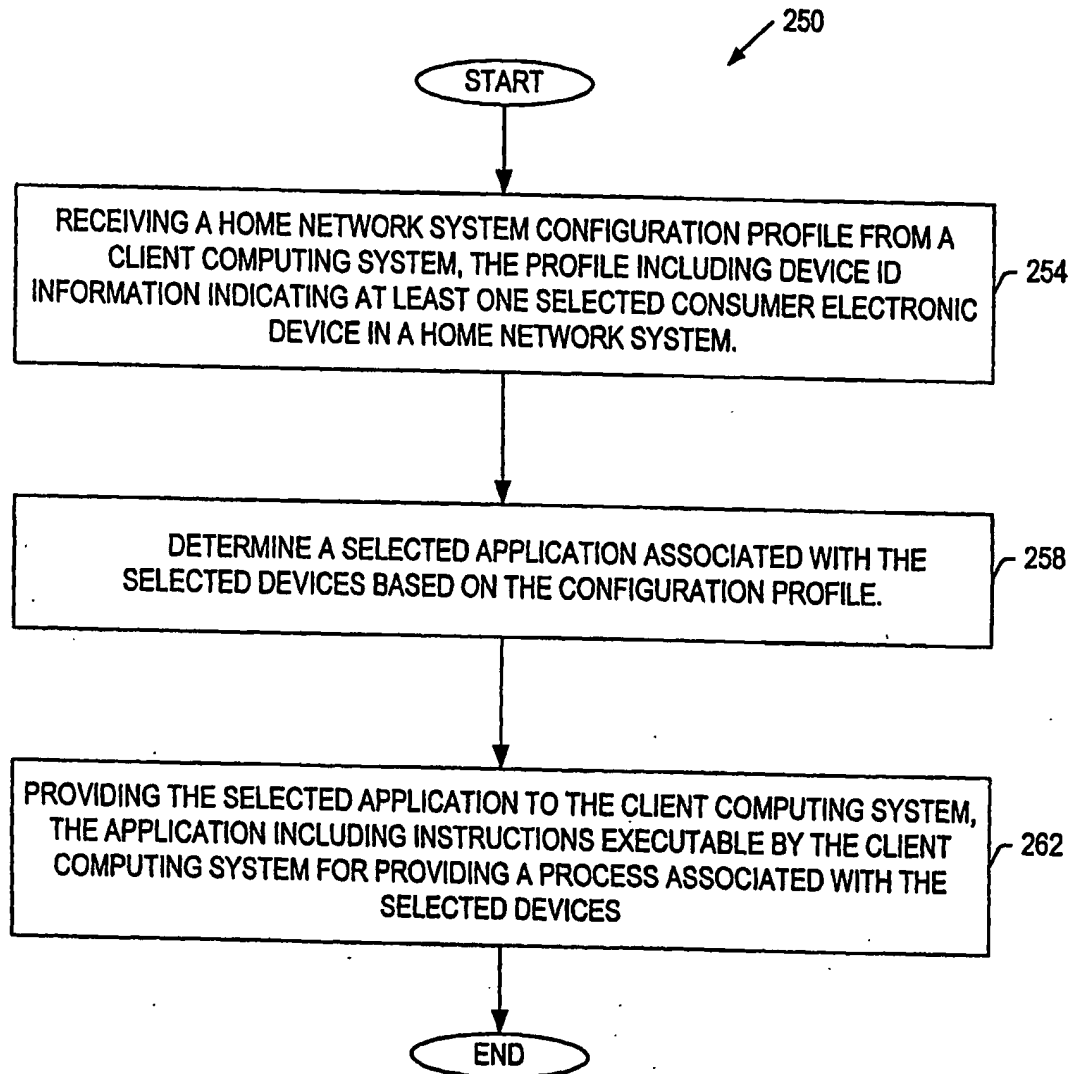 250
START
RECEIVING A HOME NETWORK SYSTEM CONFIGURATION PROFILE FROM A
CLIENT COMPUTING SYSTEM, THE PROFILE INCLUDING DEVICE ID
INFORMATION INDICATING AT LEAST ONE SELECTED CONSUMER ELECTRONIC
DEVICE IN A HOME NETWORK SYSTEM.
254
DETERMINE A SELECTED APPLICATION ASSOCIATED WITH THE
SELECTED DEVICES BASED ON THE CONFIGURATION PROFILE.
258
PROVIDING THE SELECTED APPLICATION TO THE CLIENT COMPUTING SYSTEM,
THE APPLICATION INCLUDING INSTRUCTIONS EXECUTABLE BY THE CLIENT
COMPUTING SYSTEM FOR PROVIDING A PROCESS ASSOCIATED WITH THE
SELECTED DEVICES
262
END